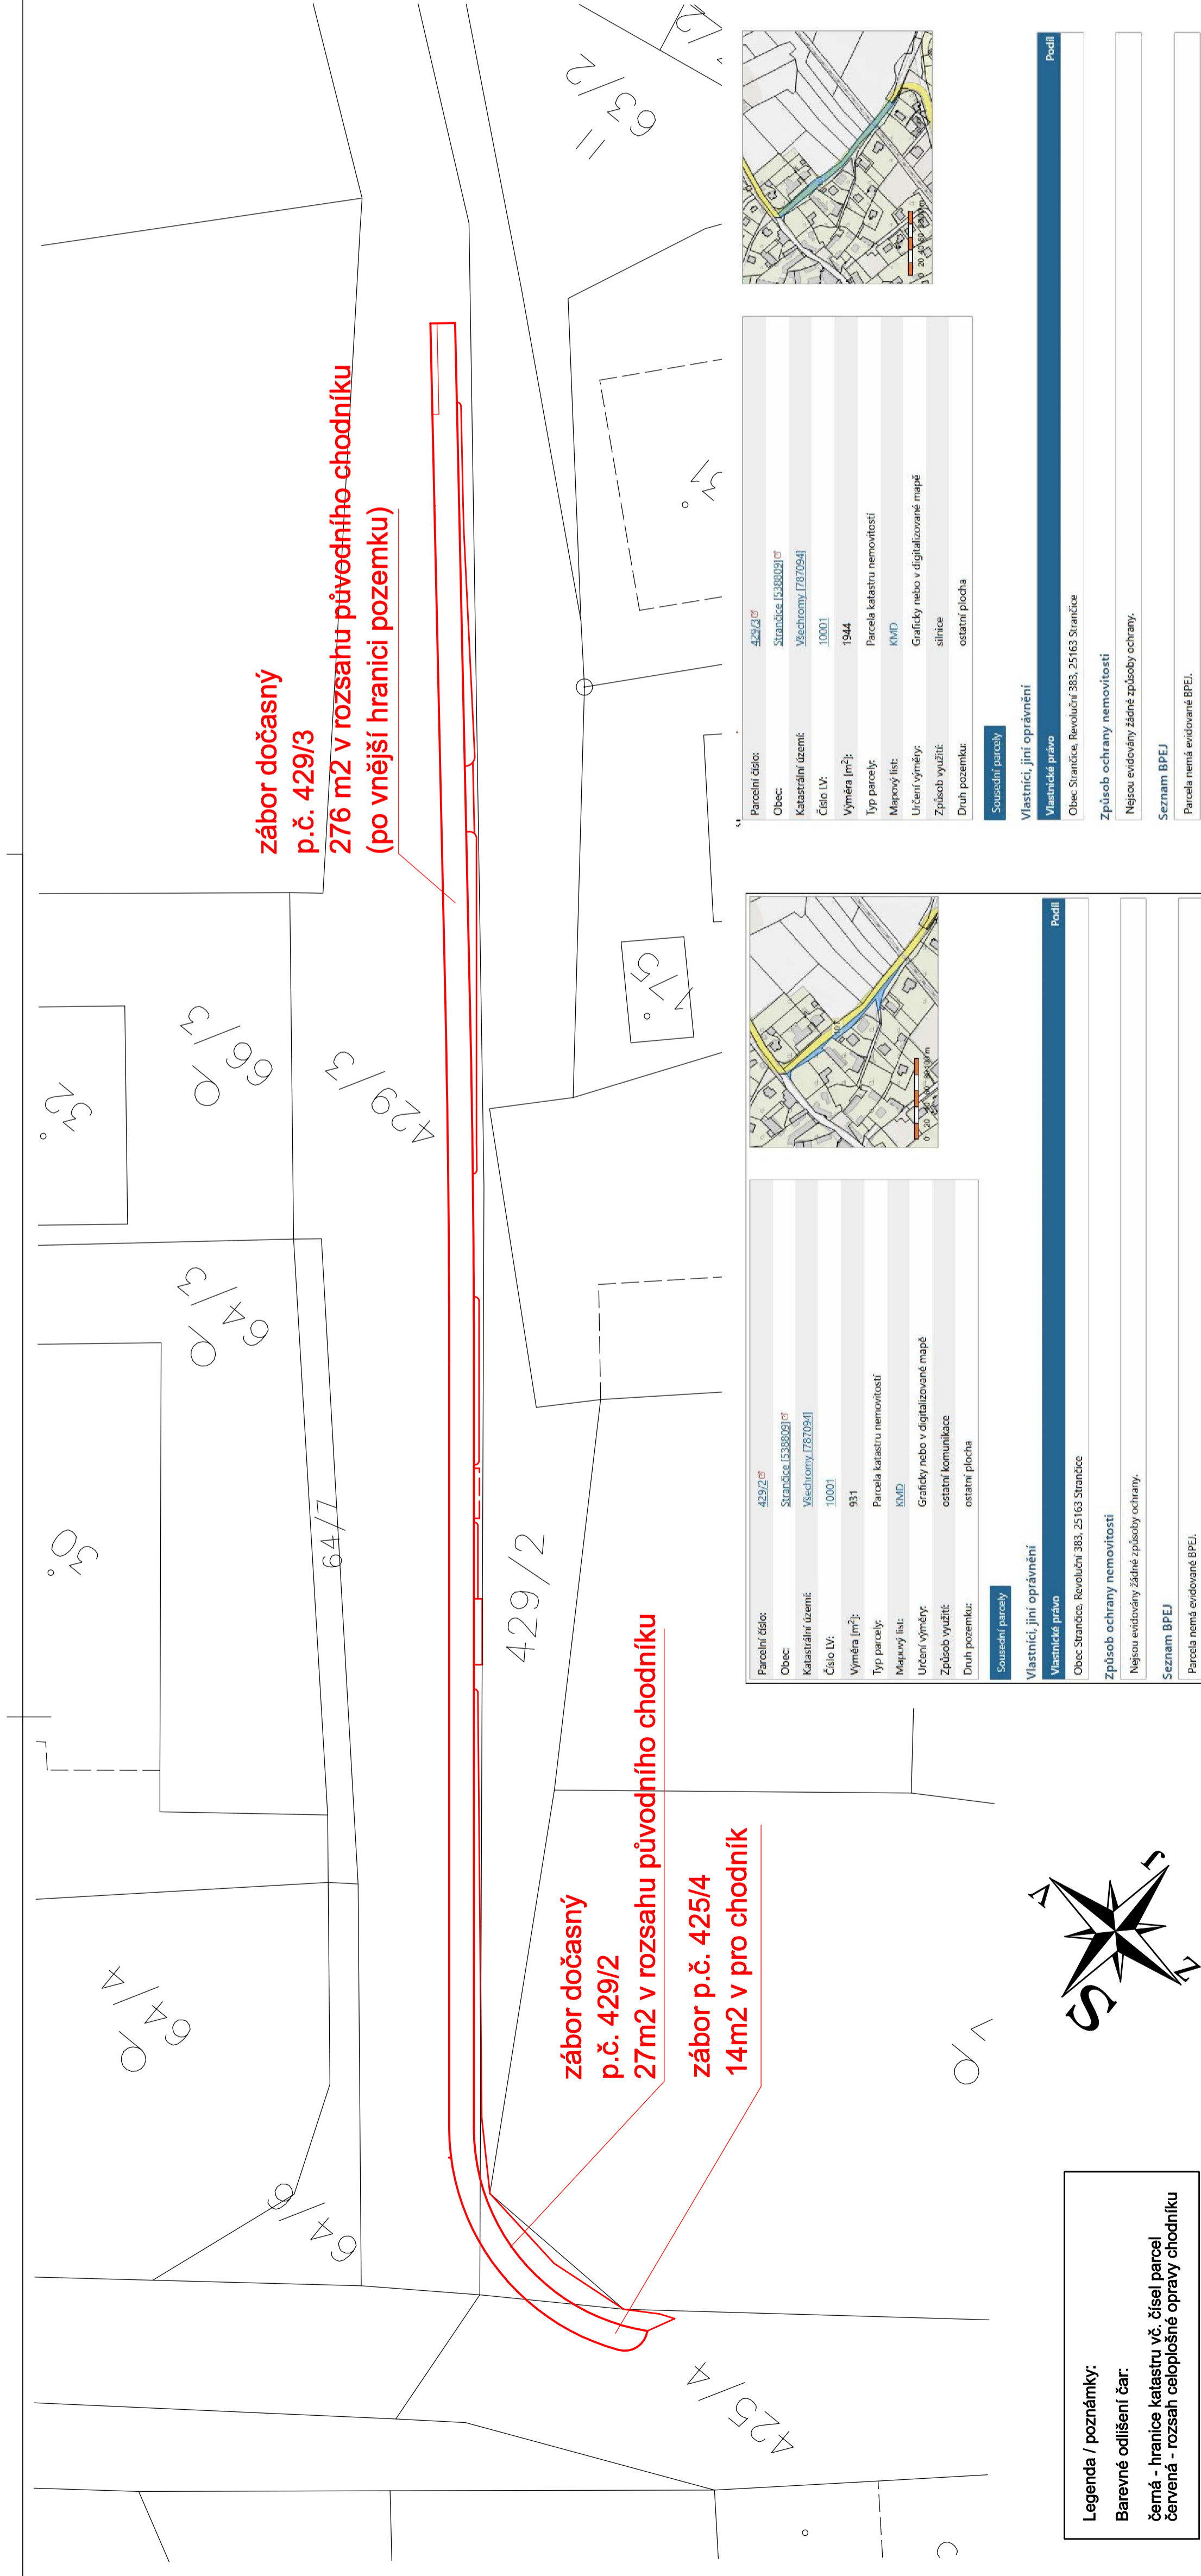 zábor dočasný
p.č. 429/3
276 m2 v rozsahu původního chodníku
(po vnější hranici pozemku)
zábor dočasný
p.č. 429/2
27m2 v rozsahu původního chodníku
zábor p.č. 425/4
14m2 v pro chodník
64/4
64/6
64/7
30
64/3
32
66/3
429/3
429/2
425/4
175
31
63/2
S
V
J
Z
Legenda / poznámky:
Barevné odlišení čar:
černá - hranice katastru vč. čísel parcel
červená - rozsah celoplošné opravy chodníku
Parcelní číslo: 429/2
Obec: Strančice [538809]
Katastrální území: Všechromy [787094]
Číslo LV: 10001
Výměra [m²]: 931
Typ parcely: Parcela katastru nemovitostí
Mapový list: KMD
Určení výměry: Graficky nebo v digitalizované mapě
Způsob využití: ostatní komunikace
Druh pozemku: ostatní plocha
Sousední parcely
Vlastníci, jiní oprávnění
Vlastnické právo Podíl
Obec Strančice, Revoluční 383, 25163 Strančice
Způsob ochrany nemovitosti
Nejsou evidovány žádné způsoby ochrany.
Seznam BPEJ
Parcela nemá evidované BPEJ.
Parcelní číslo: 429/3
Obec: Strančice [538809]
Katastrální území: Všechromy [787094]
Číslo LV: 10001
Výměra [m²]: 1944
Typ parcely: Parcela katastru nemovitostí
Mapový list: KMD
Určení výměry: Graficky nebo v digitalizované mapě
Způsob využití: silnice
Druh pozemku: ostatní plocha
Sousední parcely
Vlastníci, jiní oprávnění
Vlastnické právo Podíl
Obec Strančice, Revoluční 383, 25163 Strančice
Způsob ochrany nemovitosti
Nejsou evidovány žádné způsoby ochrany.
Seznam BPEJ
Parcela nemá evidované BPEJ.